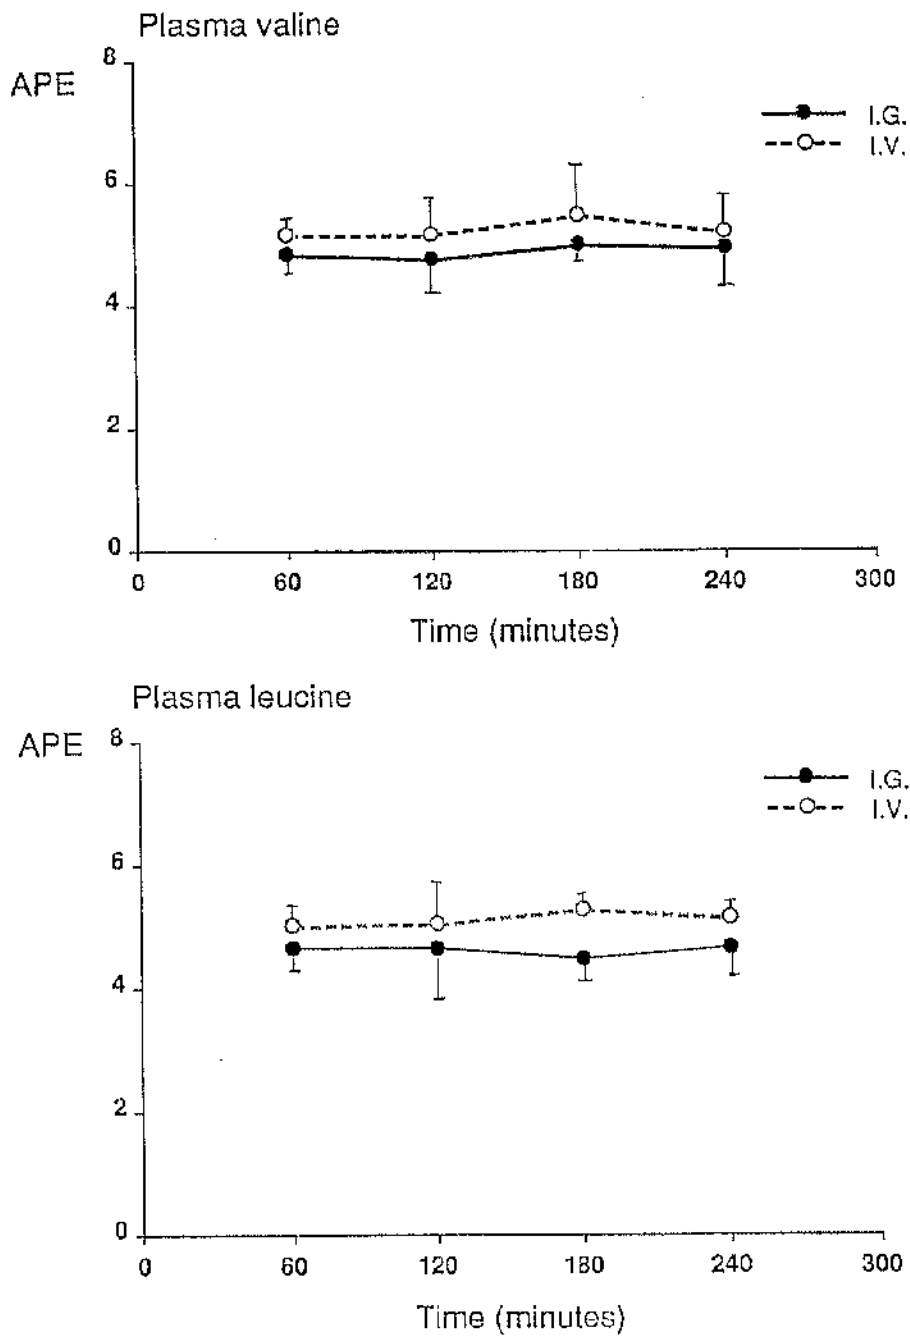 Plasma valine
APE
8
6
4
2
0
0 60 120 180 240 300
Time (minutes)
I.G.
I.V.
Plasma leucine
APE
8
6
4
2
0
0 60 120 180 240 300
Time (minutes)
I.G.
I.V.